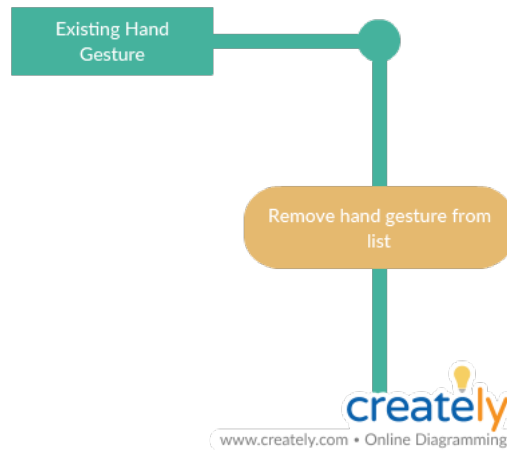 Existing Hand
Gesture
Remove hand gesture from
list
creately
www.creately.com • Online Diagramming